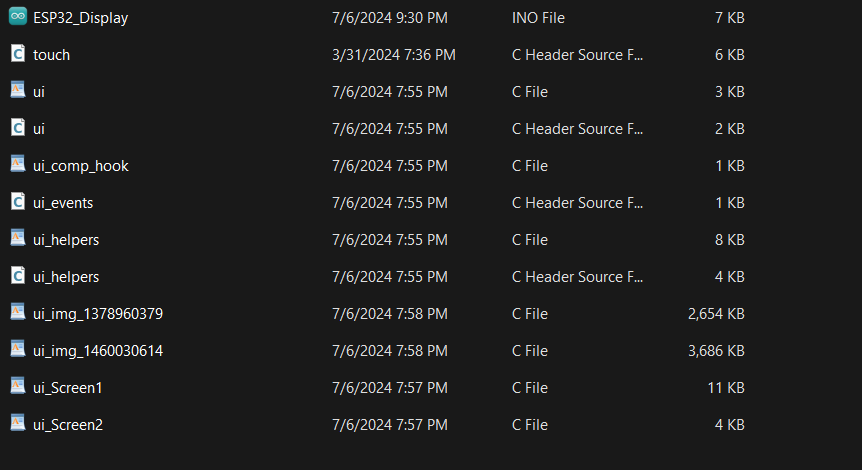 ESP32_Display 7/6/2024 9:30 PM INO File 7 KB
touch 3/31/2024 7:36 PM C Header Source F... 6 KB
ui 7/6/2024 7:55 PM C File 3 KB
ui 7/6/2024 7:55 PM C Header Source F... 2 KB
ui_comp_hook 7/6/2024 7:55 PM C File 1 KB
ui_events 7/6/2024 7:55 PM C Header Source F... 1 KB
ui_helpers 7/6/2024 7:55 PM C File 8 KB
ui_helpers 7/6/2024 7:55 PM C Header Source F... 4 KB
ui_img_1378960379 7/6/2024 7:58 PM C File 2,654 KB
ui_img_1460030614 7/6/2024 7:58 PM C File 3,686 KB
ui_Screen1 7/6/2024 7:57 PM C File 11 KB
ui_Screen2 7/6/2024 7:57 PM C File 4 KB